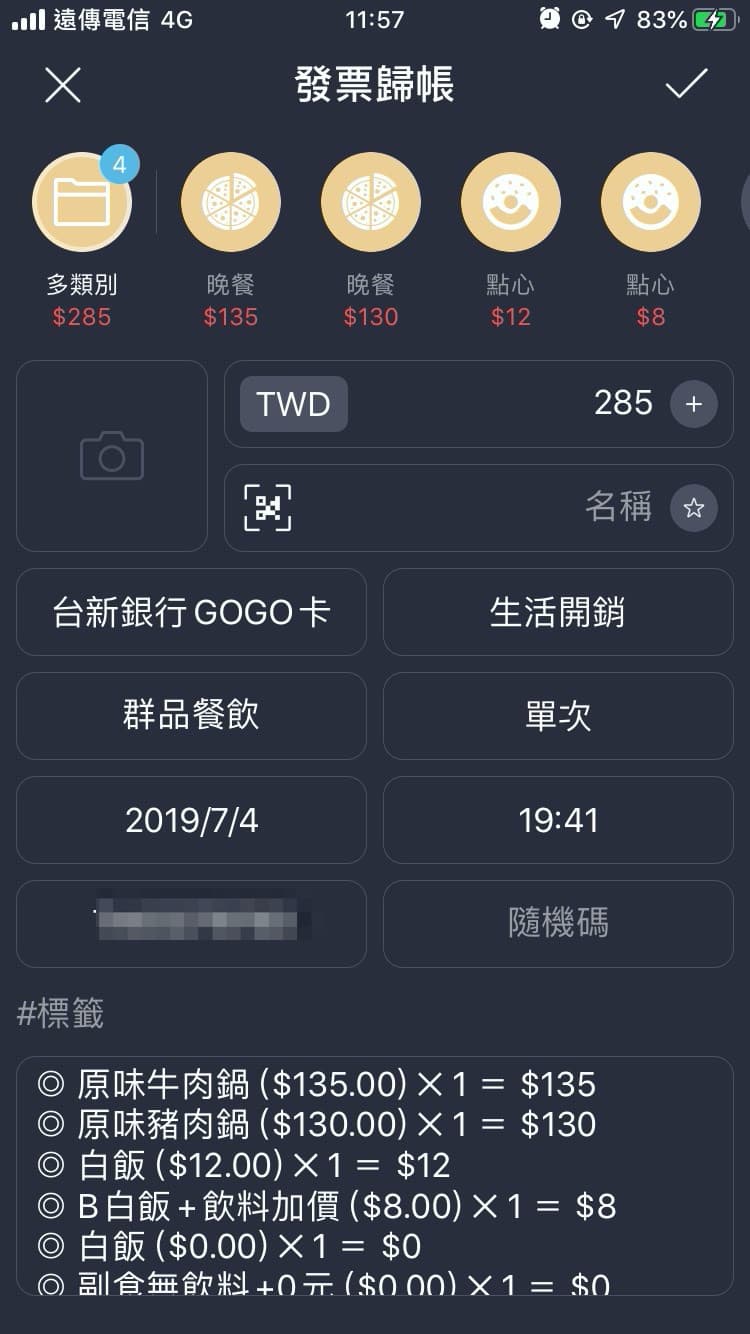 遠傳電信 4G 11:57 83%
發票歸帳
4
多類別 晚餐 晚餐 點心 點心
$285 $135 $130 $12 $8
TWD 285 +
名稱
台新銀行GOGO卡 生活開銷
群品餐飲 單次
2019/7/4 19:41
隨機碼
#標籤
◎ 原味牛肉鍋 ($135.00) × 1 = $135
◎ 原味豬肉鍋 ($130.00) × 1 = $130
◎ 白飯 ($12.00) × 1 = $12
◎ B白飯+飲料加價 ($8.00) × 1 = $8
◎ 白飯 ($0.00) × 1 = $0
◎ 副食無飲料+0元 ($0.00) × 1 = $0